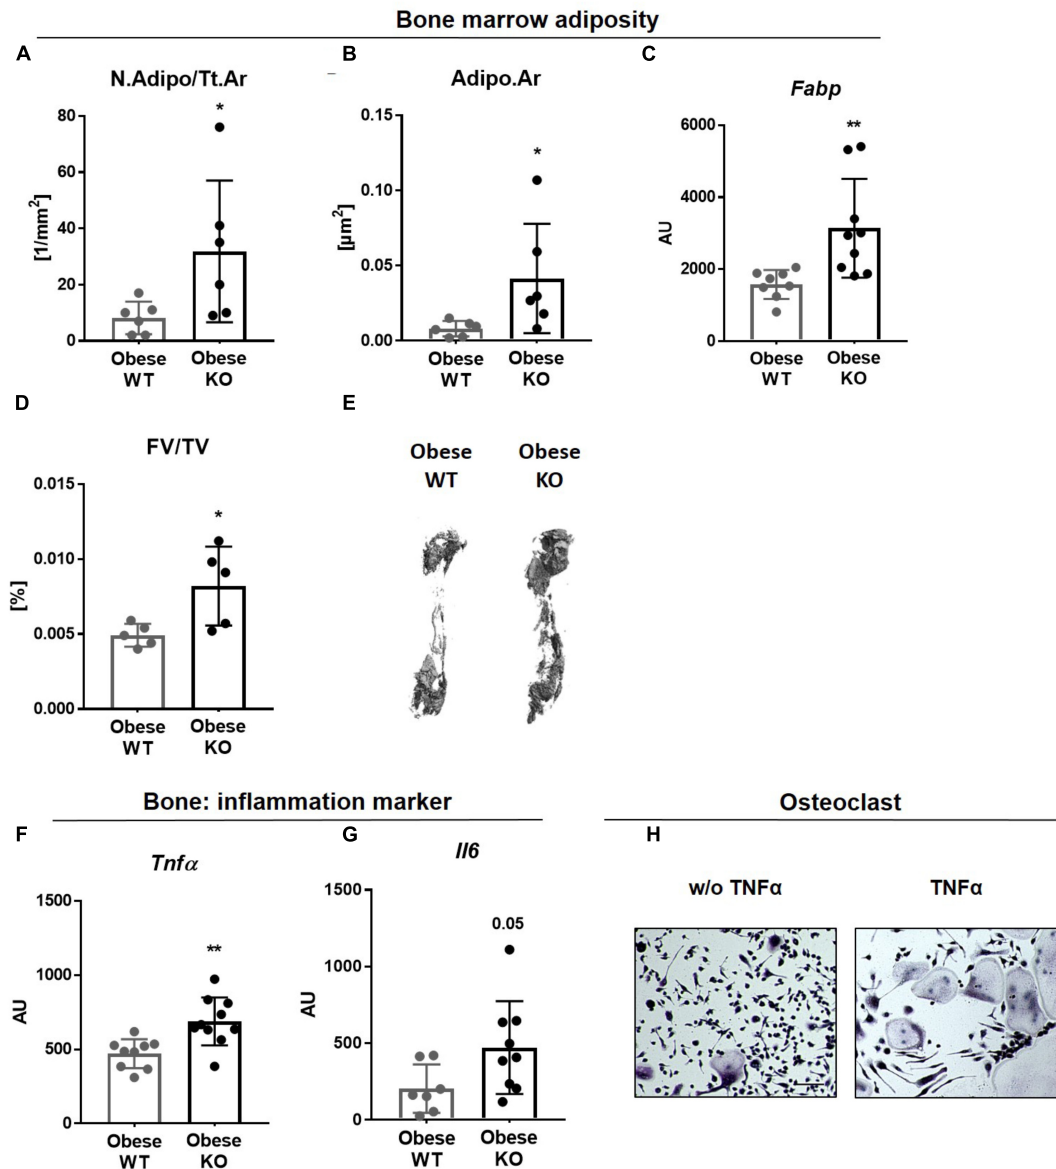 Bone marrow adiposity
A
N.Adipo/Tt.Ar
*
[1/mm²]
80
60
40
20
0
Obese
WT
Obese
KO
B
Adipo.Ar
*
[µm²]
0.15
0.10
0.05
0.00
Obese
WT
Obese
KO
C
Fabp
**
AU
6000
4000
2000
0
Obese
WT
Obese
KO
D
FV/TV
*
[%]
0.015
0.010
0.005
0.000
Obese
WT
Obese
KO
E
Obese
WT
Obese
KO
Bone: inflammation marker
F
Tnfα
**
AU
1500
1000
500
0
Obese
WT
Obese
KO
G
Il6
0.05
AU
1500
1000
500
0
Obese
WT
Obese
KO
Osteoclast
H
w/o TNFα
TNFα